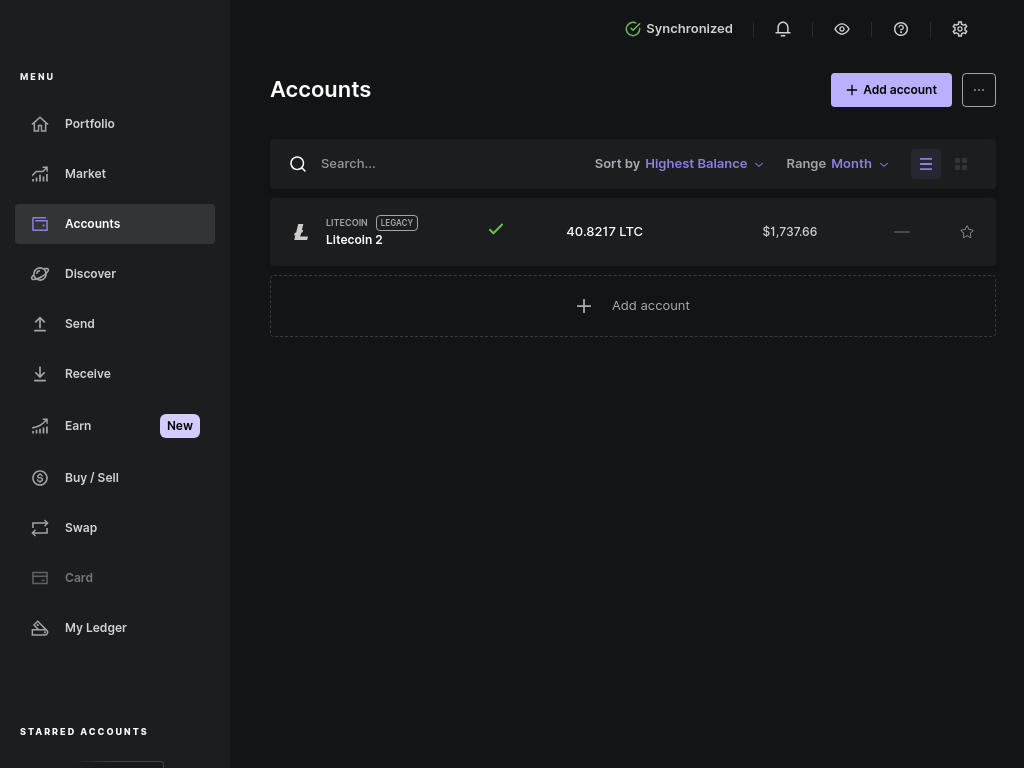 Synchronized
MENU
Portfolio
Market
Accounts
Discover
Send
Receive
Earn New
Buy / Sell
Swap
Card
My Ledger
STARRED ACCOUNTS
Accounts
Add account
Search...
Sort by Highest Balance
Range Month
LITECOIN LEGACY
Litecoin 2
40.8217 LTC
$1,737.66
—
Add account